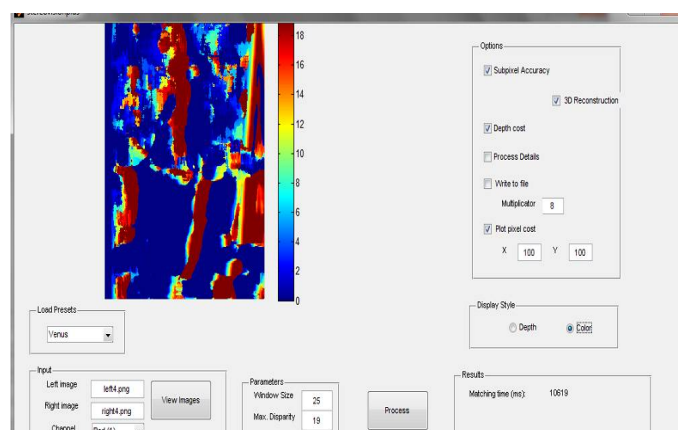 stereovisionplus
18
16
14
12
10
8
6
4
2
0
Options
Subpixel Accuracy
3D Reconstruction
Depth cost
Process Details
Write to file
Multiplicator 8
Plot pixel cost
X 100 Y 100
Load Presets
Venus
Display Style
Depth Color
Input
Left image left4.png
View Images
Right image right4.png
Channel
Parameters
Window Size 25
Max. Disparity 19
Process
Results
Matching time (ms): 10619